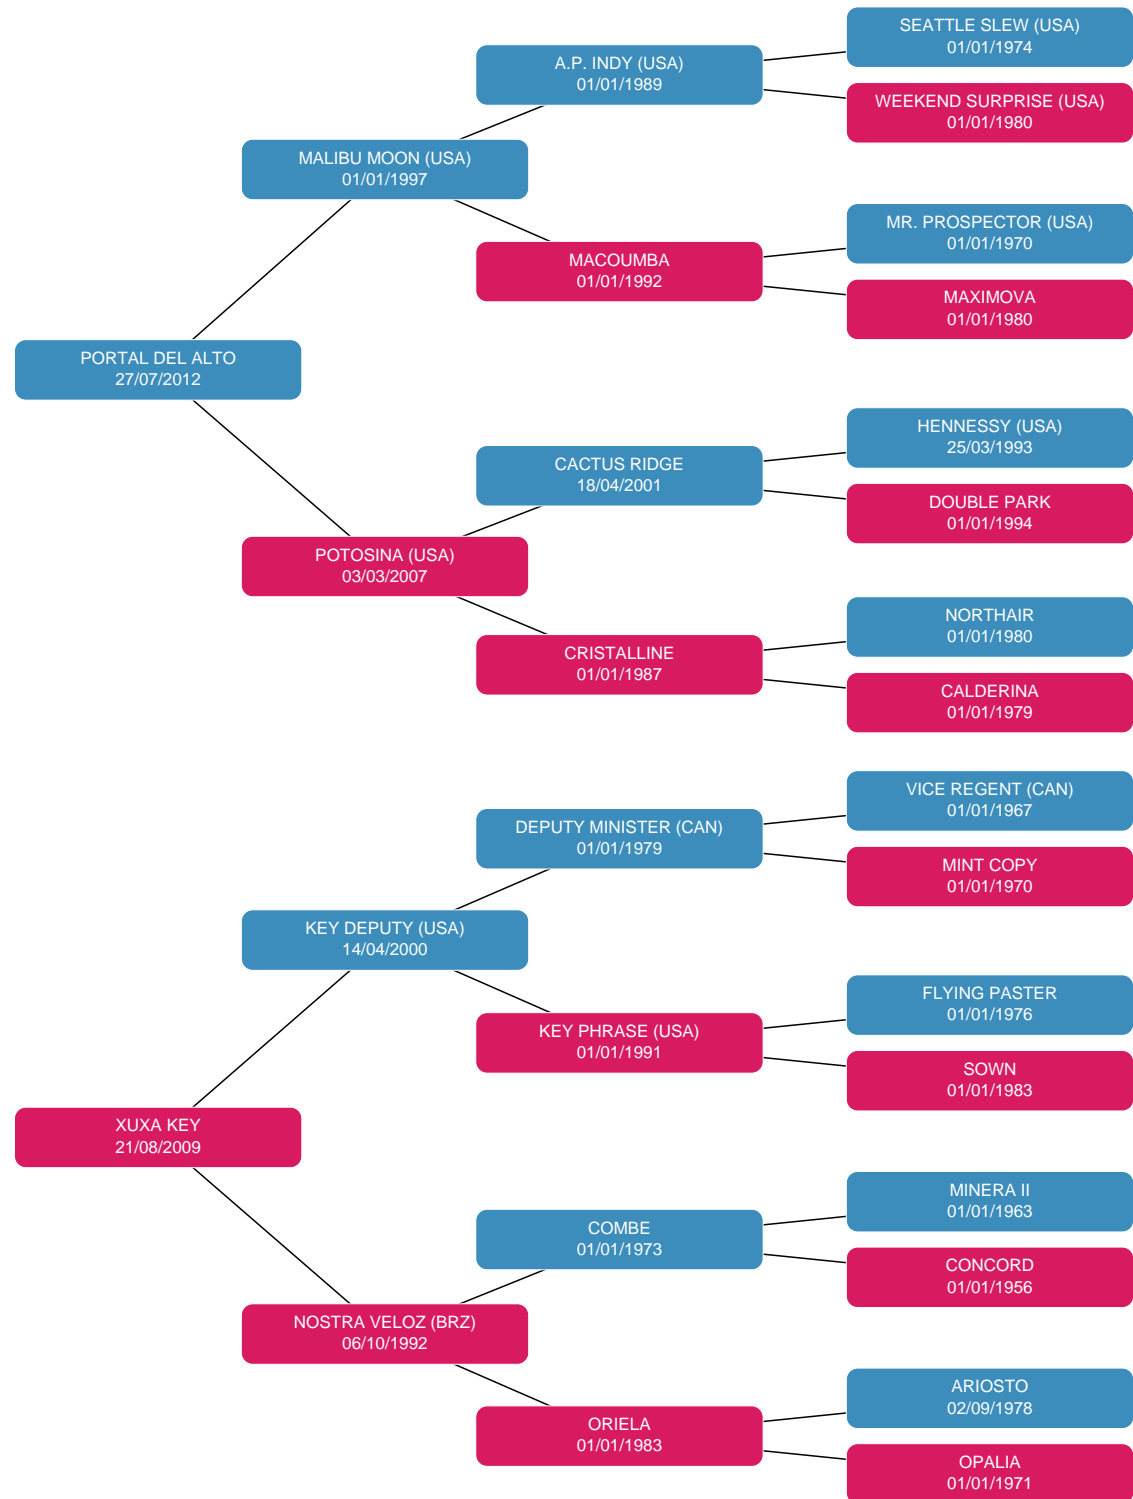 SEATTLE SLEW (USA)
01/01/1974
A.P. INDY (USA)
01/01/1989
WEEKEND SURPRISE (USA)
01/01/1980
MALIBU MOON (USA)
01/01/1997
MR. PROSPECTOR (USA)
01/01/1970
MACOUMBA
01/01/1992
MAXIMOVA
01/01/1980
PORTAL DEL ALTO
27/07/2012
HENNESSY (USA)
25/03/1993
CACTUS RIDGE
18/04/2001
DOUBLE PARK
01/01/1994
POTOSINA (USA)
03/03/2007
NORTHAIR
01/01/1980
CRISTALLINE
01/01/1987
CALDERINA
01/01/1979
VICE REGENT (CAN)
01/01/1967
DEPUTY MINISTER (CAN)
01/01/1979
MINT COPY
01/01/1970
KEY DEPUTY (USA)
14/04/2000
FLYING PASTER
01/01/1976
KEY PHRASE (USA)
01/01/1991
SOWN
01/01/1983
XUXA KEY
21/08/2009
MINERA II
01/01/1963
COMBE
01/01/1973
CONCORD
01/01/1956
NOSTRA VELOZ (BRZ)
06/10/1992
ARIOSTO
02/09/1978
ORIELA
01/01/1983
OPALIA
01/01/1971